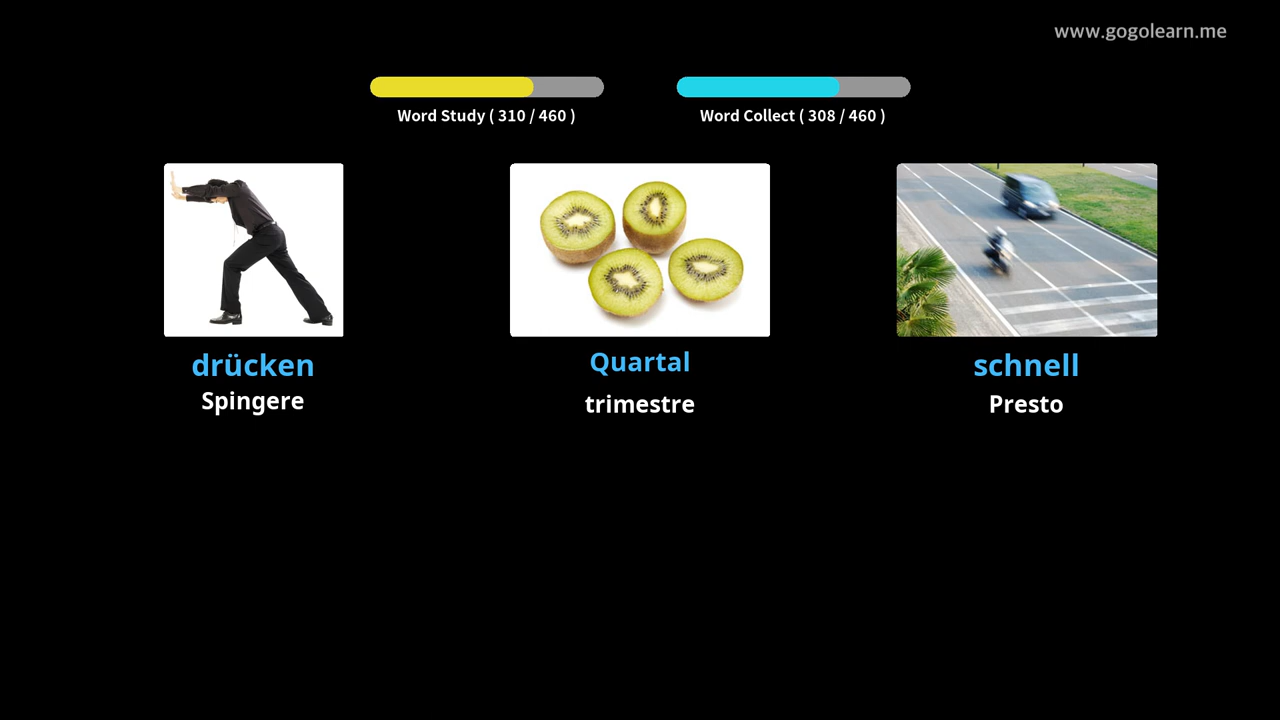 www.gogolearn.me
Word Study ( 310 / 460 )
Word Collect ( 308 / 460 )
drücken
Spingere
Quartal
trimestre
schnell
Presto